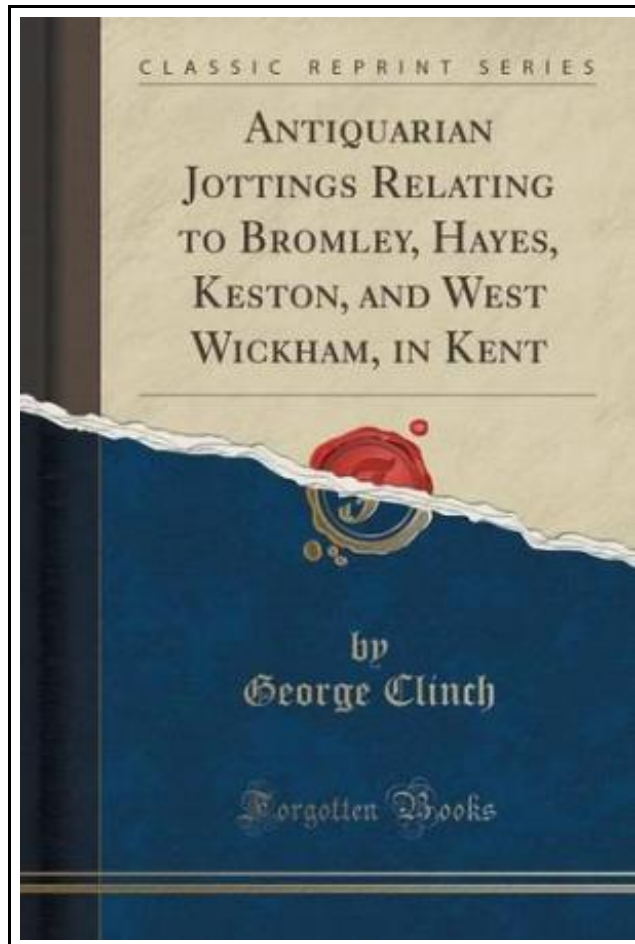 CLASSIC REPRINT SERIES
ANTIQUARIAN
JOTTINGS RELATING
TO BROMLEY, HAYES,
KESTON, AND WEST
WICKHAM, IN KENT
by
George Clinch
Forgotten Books